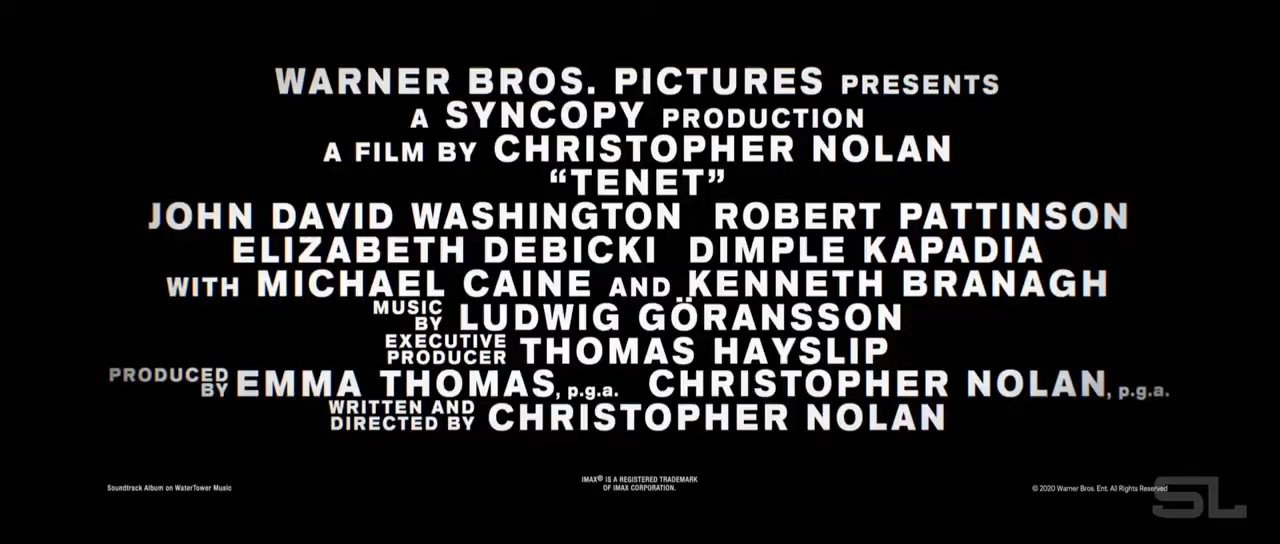 WARNER BROS. PICTURES PRESENTS
A SYNCOPY PRODUCTION
A FILM BY CHRISTOPHER NOLAN
“TENET”
JOHN DAVID WASHINGTON ROBERT PATTINSON
ELIZABETH DEBICKI DIMPLE KAPADIA
WITH MICHAEL CAINE AND KENNETH BRANAGH
MUSIC BY LUDWIG GÖRANSSON
EXECUTIVE PRODUCER THOMAS HAYSLIP
PRODUCED BY EMMA THOMAS, p.g.a. CHRISTOPHER NOLAN, p.g.a.
WRITTEN AND DIRECTED BY CHRISTOPHER NOLAN
Soundtrack Album on WaterTower Music
IMAX® IS A REGISTERED TRADEMARK
OF IMAX CORPORATION.
© 2020 Warner Bros. Ent. All Rights Reserved
SL